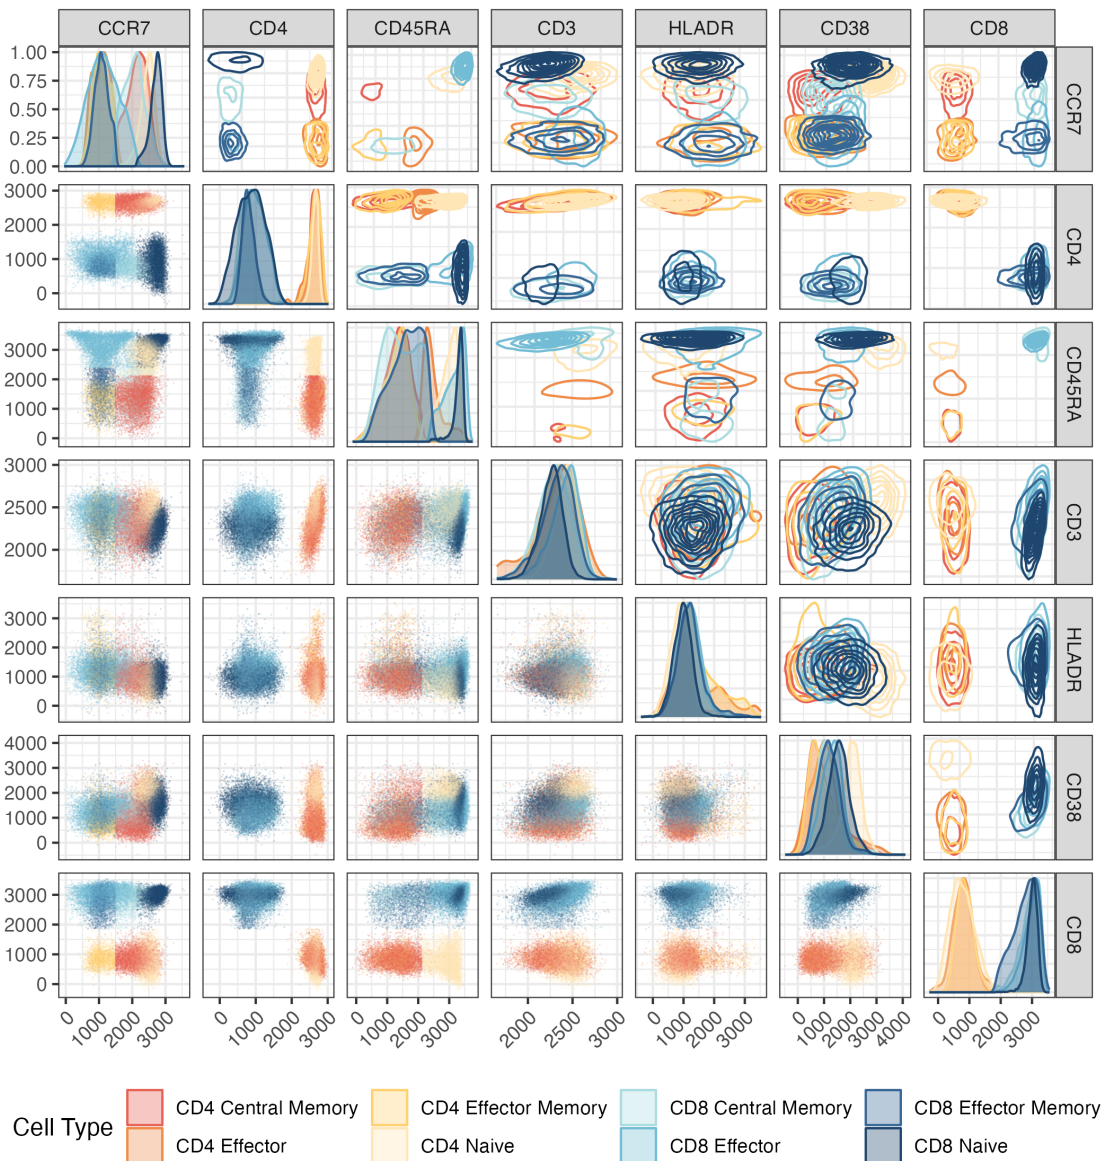 CCR7 CD4 CD45RA CD3 HLADR CD38 CD8
1.00
0.75
0.50
0.25
0.00
CCR7
3000
2000
1000
0
CD4
3000
2000
1000
0
CD45RA
3000
2500
2000
CD3
3000
2000
1000
0
HLADR
4000
3000
2000
1000
0
CD38
3000
2000
1000
0
CD8
0 1000 2000 3000 0 1000 2000 3000 0 1000 2000 3000 2000 2500 3000 0 1000 2000 3000 0 1000 2000 3000 4000 0 1000 2000 3000
Cell Type
CD4 Central Memory CD4 Effector Memory CD8 Central Memory CD8 Effector Memory
CD4 Effector CD4 Naive CD8 Effector CD8 Naive